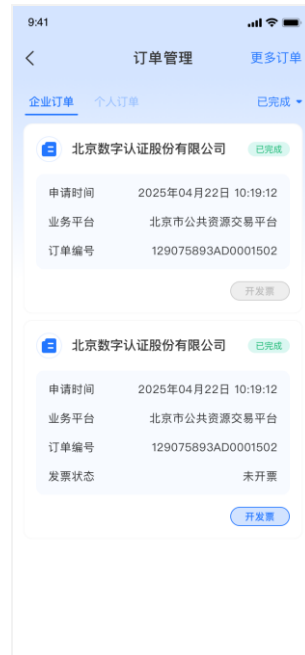 9:41
订单管理 更多订单
企业订单 个人订单 已完成
北京数字认证股份有限公司 已完成
申请时间 2025年04月22日 10:19:12
业务平台 北京市公共资源交易平台
订单编号 129075893AD0001502
开发票
北京数字认证股份有限公司 已完成
申请时间 2025年04月22日 10:19:12
业务平台 北京市公共资源交易平台
订单编号 129075893AD0001502
发票状态 未开票
开发票